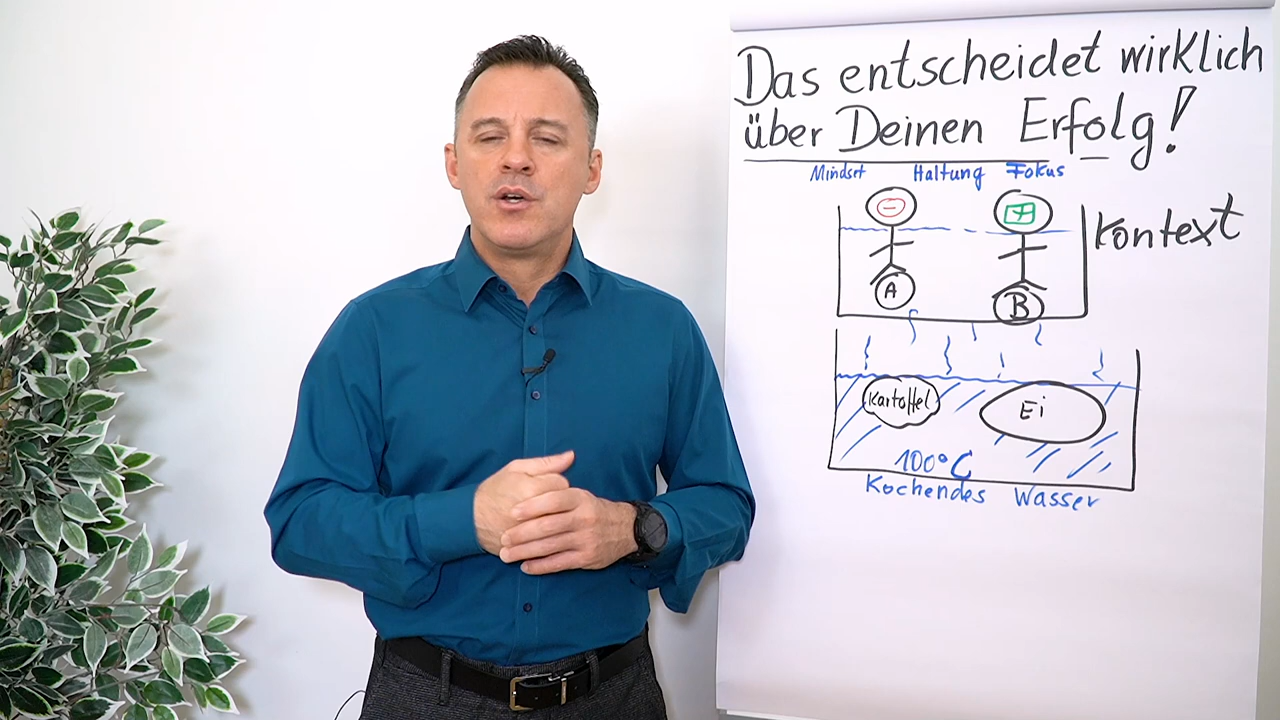 Das entscheidet wirklich
über Deinen Erfolg!
Mindset Haltung Fokus
Kontext
A B
Kartoffel Ei
100°C
Kochendes Wasser